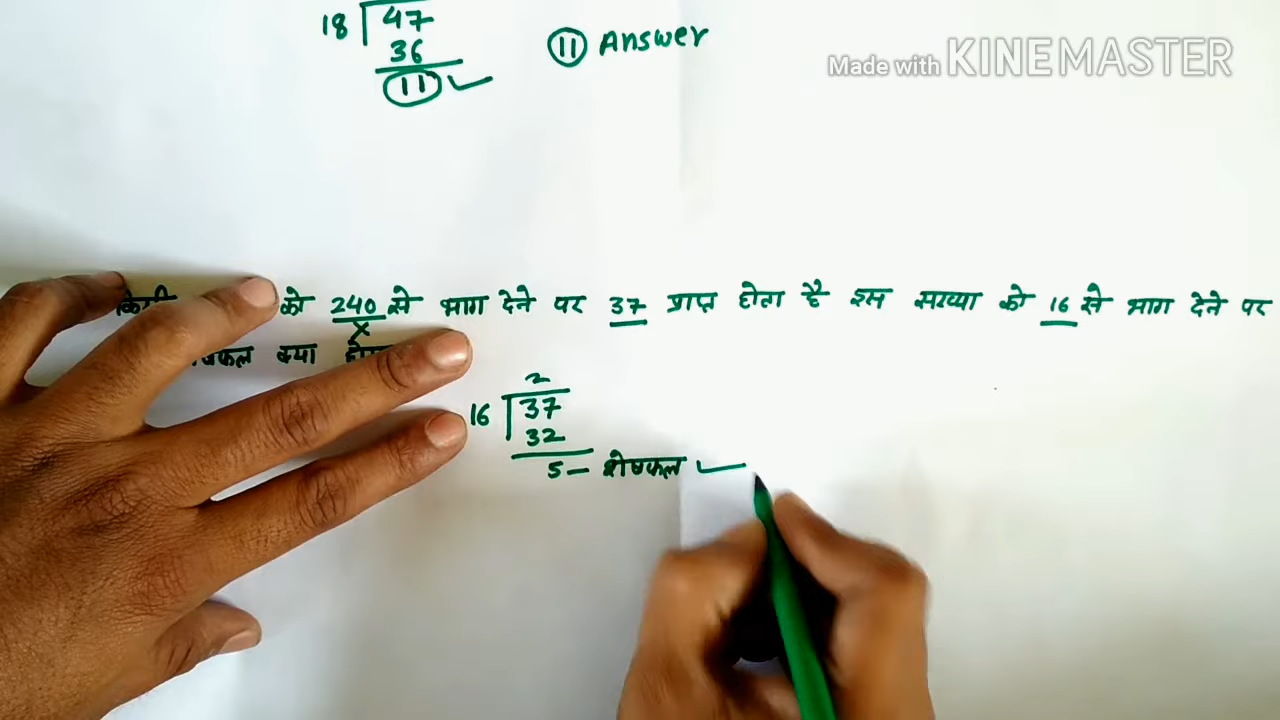 18 47
36
11
11 Answer
Made with KINEMASTER
को 240 से भाग देने पर 37 प्राप्त होता है इस सख्या को 16 से भाग देने पर
क्या
2
16 37
32
5 – शेषफल